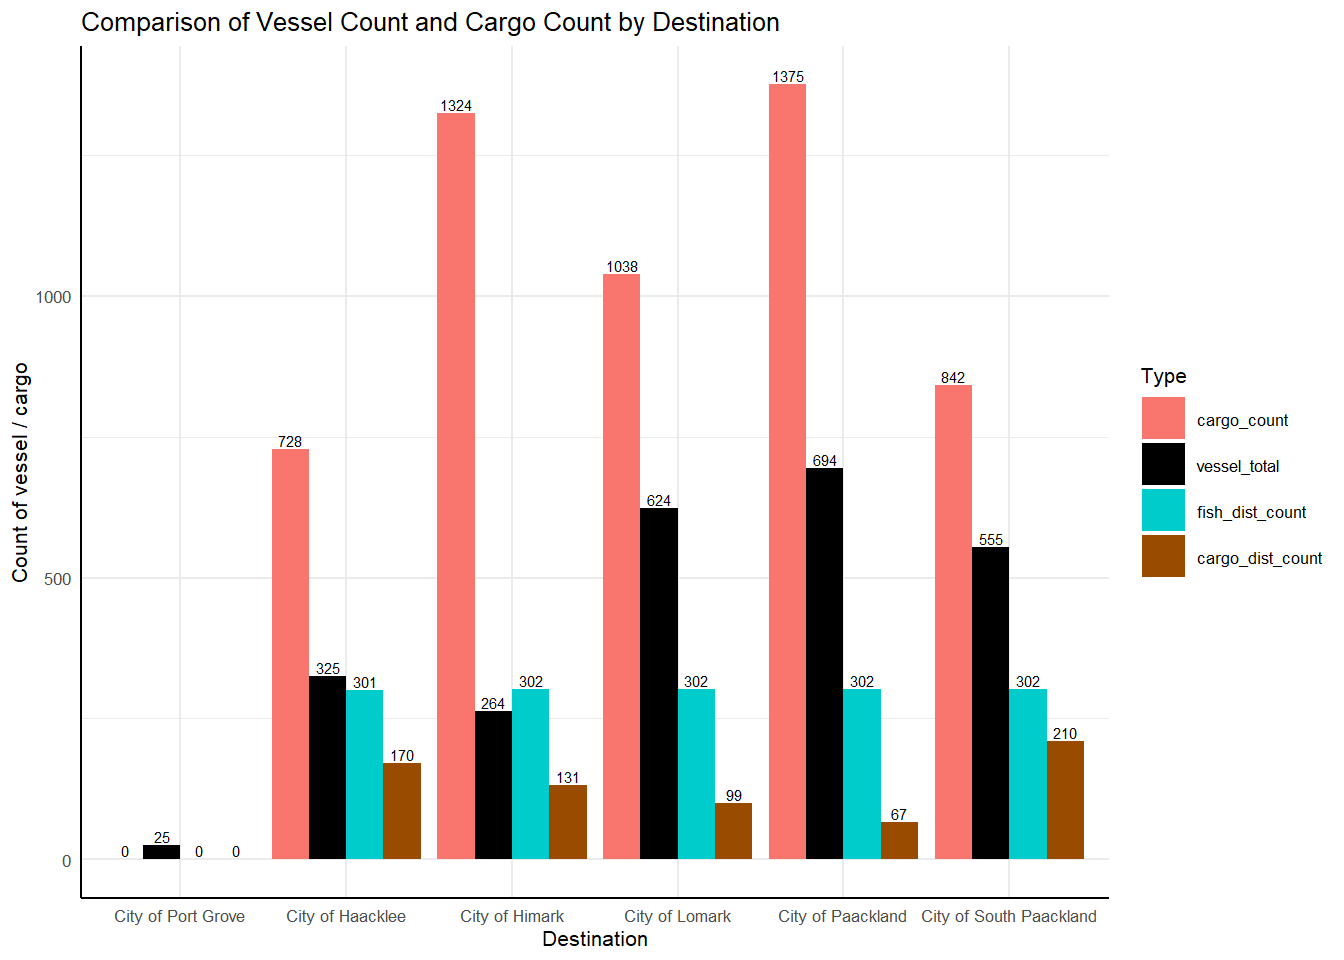 Comparison of Vessel Count and Cargo Count by Destination
Count of vessel / cargo
1000
500
0
0
25
0
0
728
325
301
170
1324
264
302
131
1038
624
302
99
1375
694
302
67
842
555
302
210
City of Port Grove
City of Haacklee
City of Himark
City of Lomark
City of Paackland
City of South Paackland
Destination
Type
cargo_count
vessel_total
fish_dist_count
cargo_dist_count